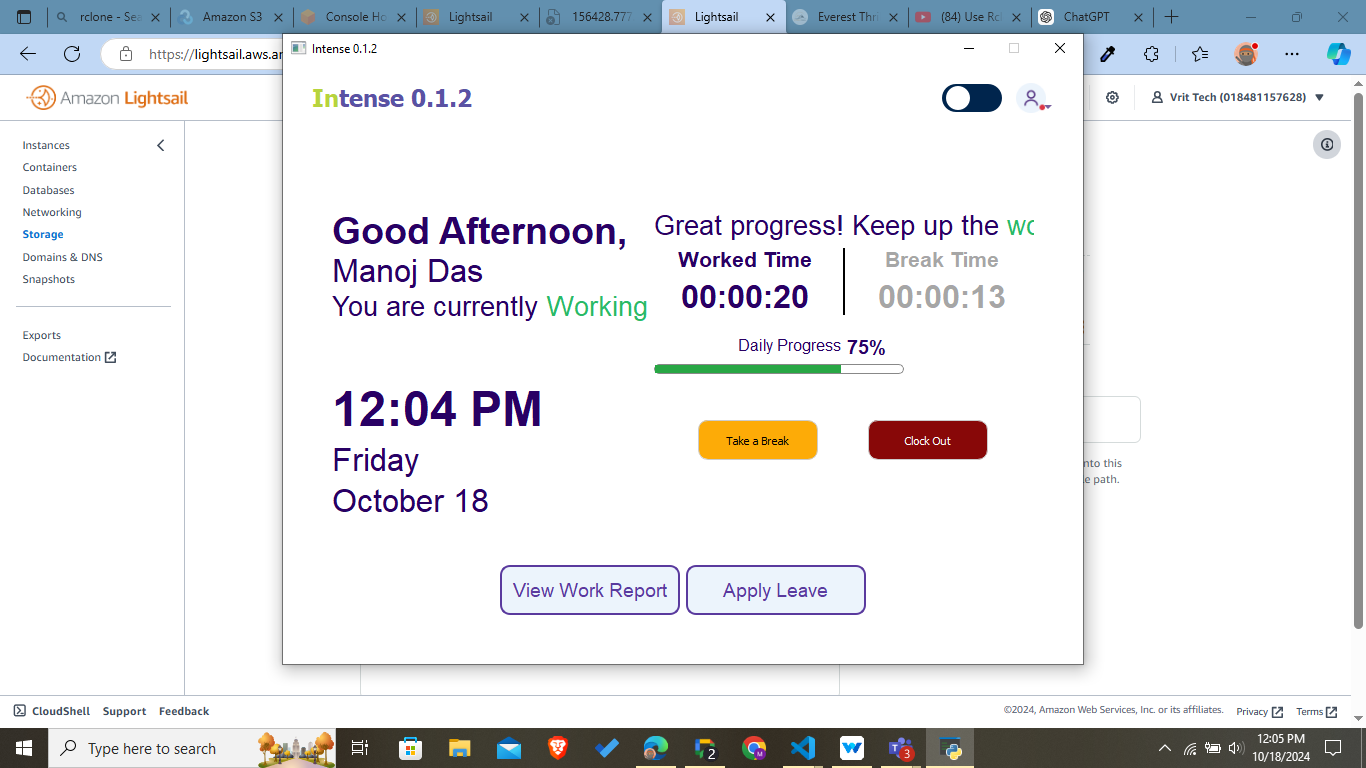 rclone - Sea
Amazon S3
Console Ho
Lightsail
156428.777
Lightsail
Everest Thri
(84) Use Rcl
ChatGPT
https://lightsail.aws.am
Intense 0.1.2
Amazon Lightsail
Intense 0.1.2
Vrit Tech (018481157628)
Instances
Containers
Databases
Networking
Storage
Domains & DNS
Snapshots
Exports
Documentation
Good Afternoon,
Manoj Das
You are currently Working
Great progress! Keep up the wo
Worked Time
Break Time
00:00:20
00:00:13
Daily Progress 75%
12:04 PM
Friday
October 18
Take a Break
Clock Out
nto this
e path.
View Work Report
Apply Leave
CloudShell
Support
Feedback
©2024, Amazon Web Services, Inc. or its affiliates.
Privacy
Terms
Type here to search
2
3
12:05 PM
10/18/2024